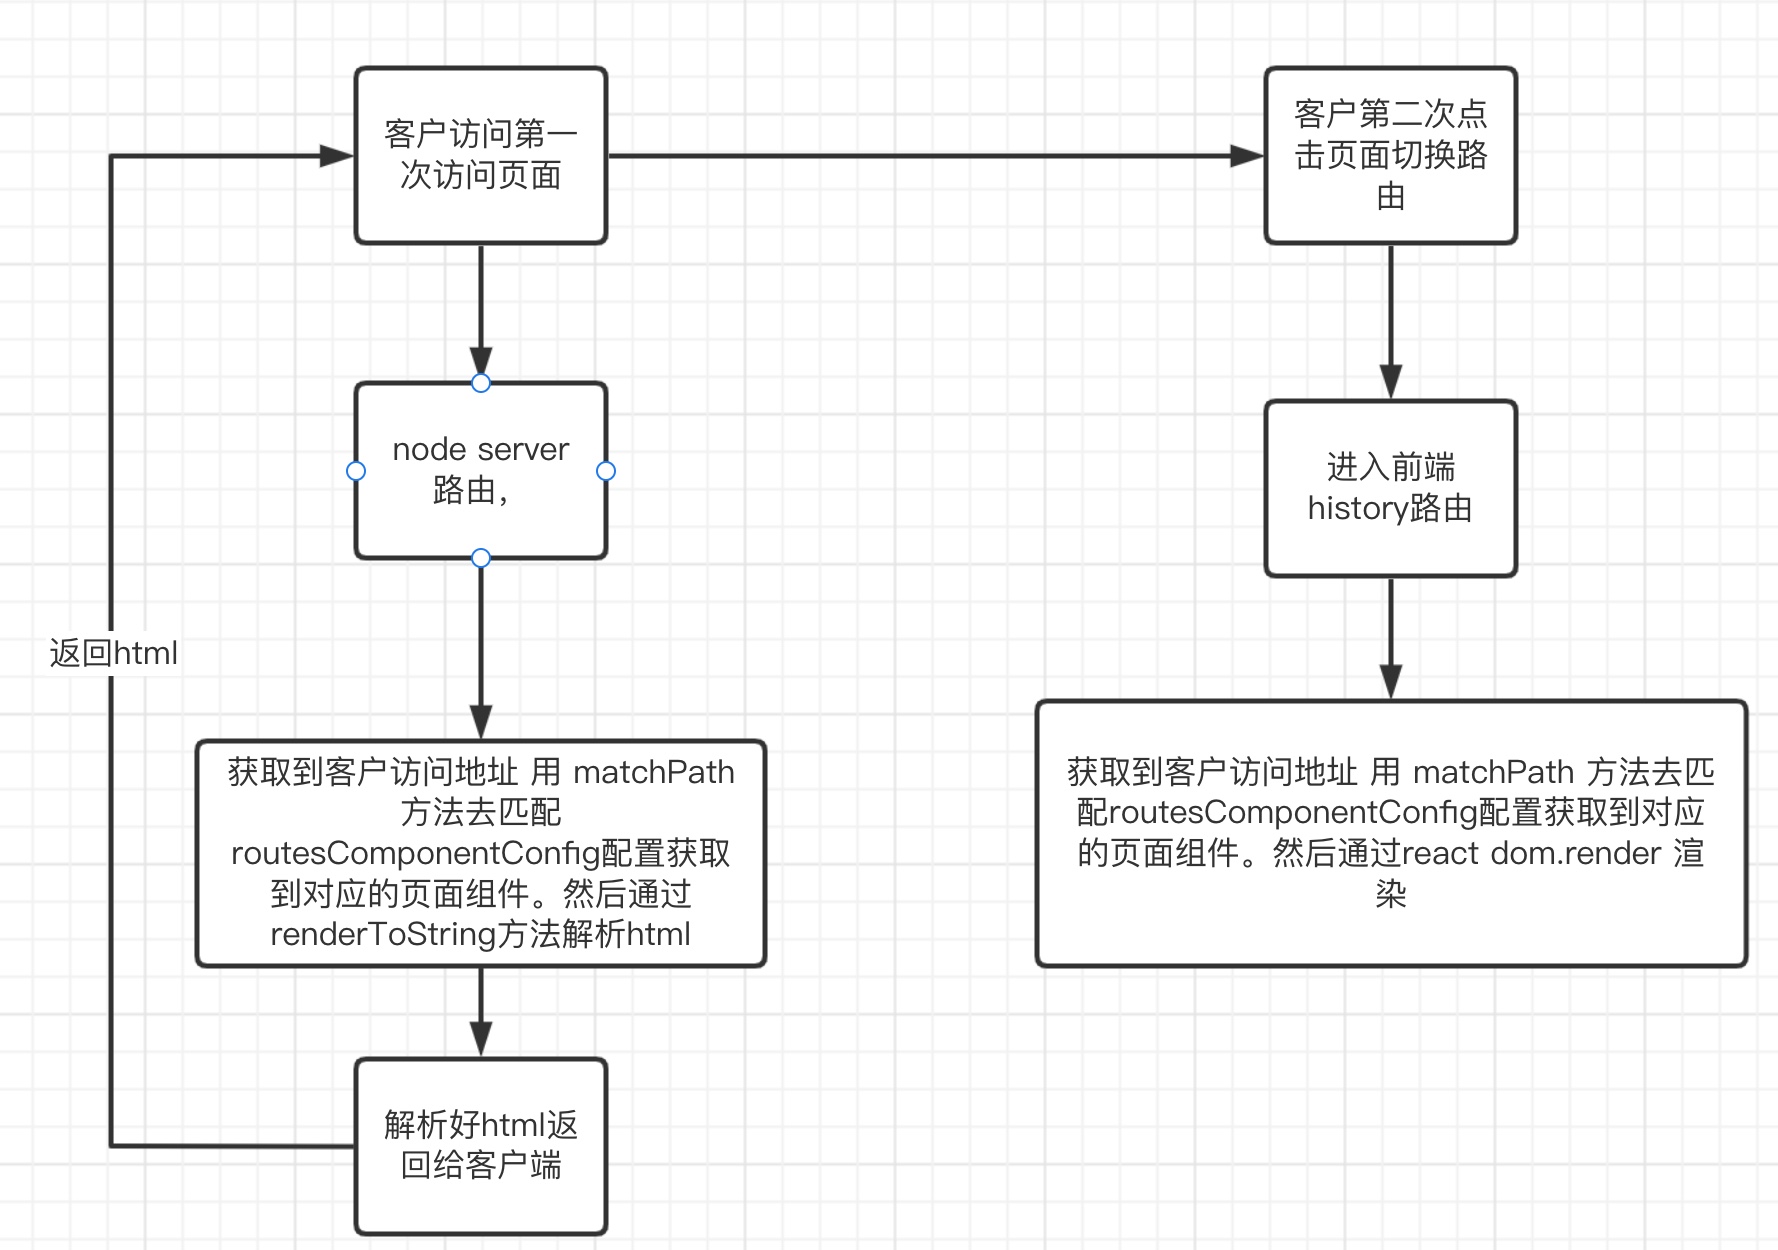 客户访问第一
次访问页面
客户第二次点
击页面切换路
由
node server
路由，
进入前端
history路由
返回html
获取到客户访问地址 用 matchPath
方法去匹配
routesComponentConfig配置获取
到对应的页面组件。然后通过
renderToString方法解析html
获取到客户访问地址 用 matchPath 方法去匹
配routesComponentConfig配置获取到对应
的页面组件。然后通过react dom.render 渲
染
解析好html返
回给客户端